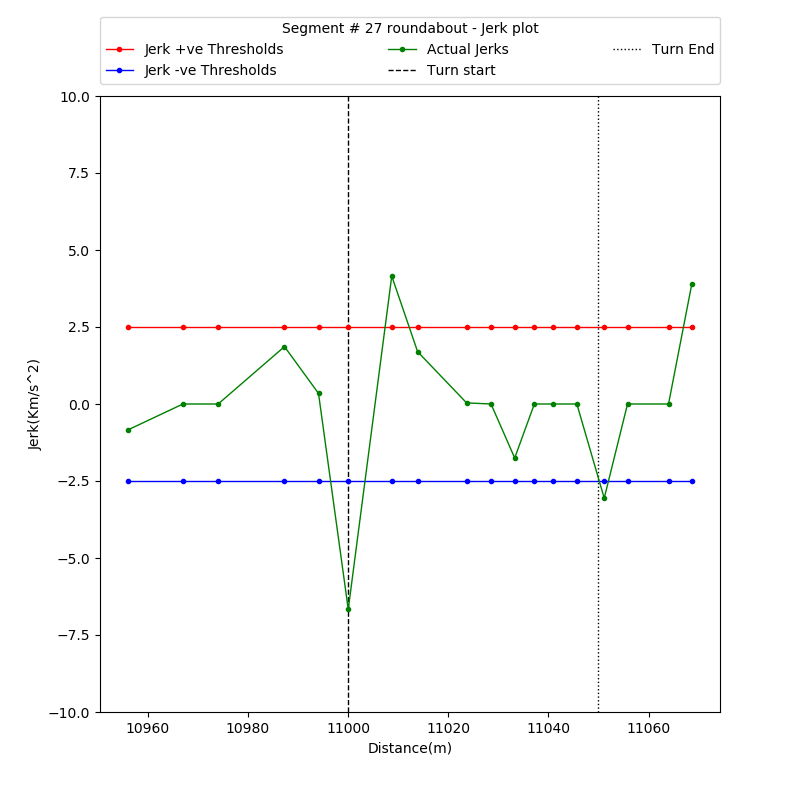 Segment # 27 roundabout - Jerk plot
Jerk +ve Thresholds
Jerk -ve Thresholds
Actual Jerks
Turn start
Turn End
10.0
7.5
5.0
2.5
0.0
−2.5
−5.0
−7.5
−10.0
Jerk(Km/s^2)
10960 10980 11000 11020 11040 11060
Distance(m)